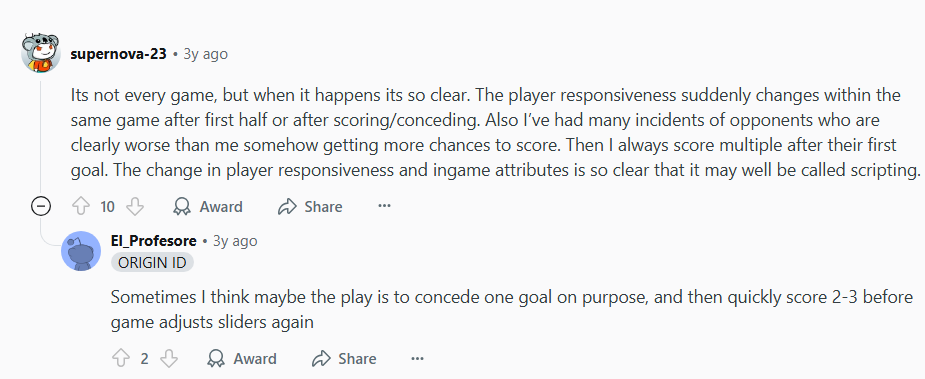 supernova-23 • 3y ago
Its not every game, but when it happens its so clear. The player responsiveness suddenly changes within the
same game after first half or after scoring/conceding. Also I’ve had many incidents of opponents who are
clearly worse than me somehow getting more chances to score. Then I always score multiple after their first
goal. The change in player responsiveness and ingame attributes is so clear that it may well be called scripting.
10 Award Share ···
El_Profesore • 3y ago
ORIGIN ID
Sometimes I think maybe the play is to concede one goal on purpose, and then quickly score 2-3 before
game adjusts sliders again
2 Award Share ···